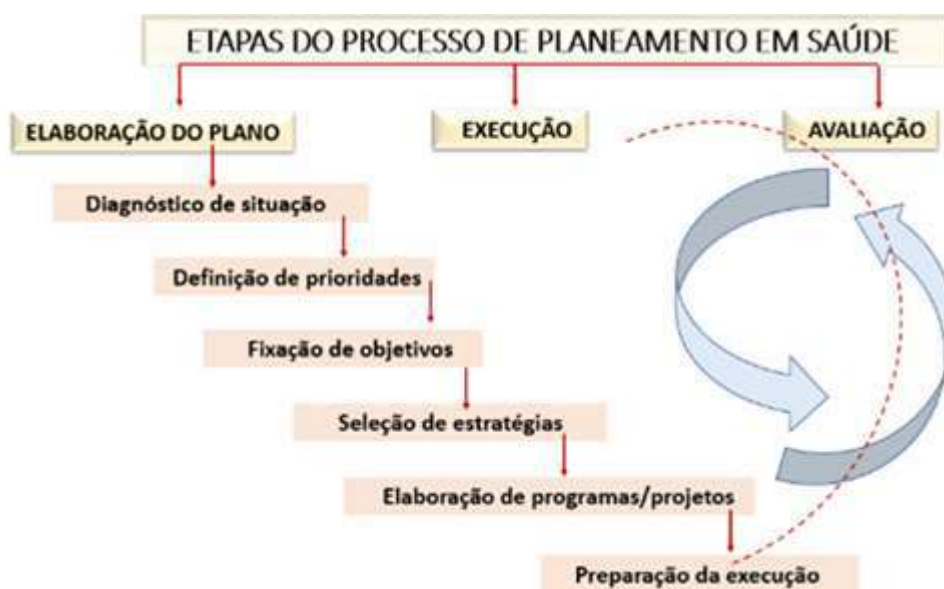 ETAPAS DO PROCESSO DE PLANEAMENTO EM SAÚDE
ELABORAÇÃO DO PLANO
EXECUÇÃO
AVALIAÇÃO
Diagnóstico de situação
Definição de prioridades
Fixação de objetivos
Seleção de estratégias
Elaboração de programas/projetos
Preparação da execução